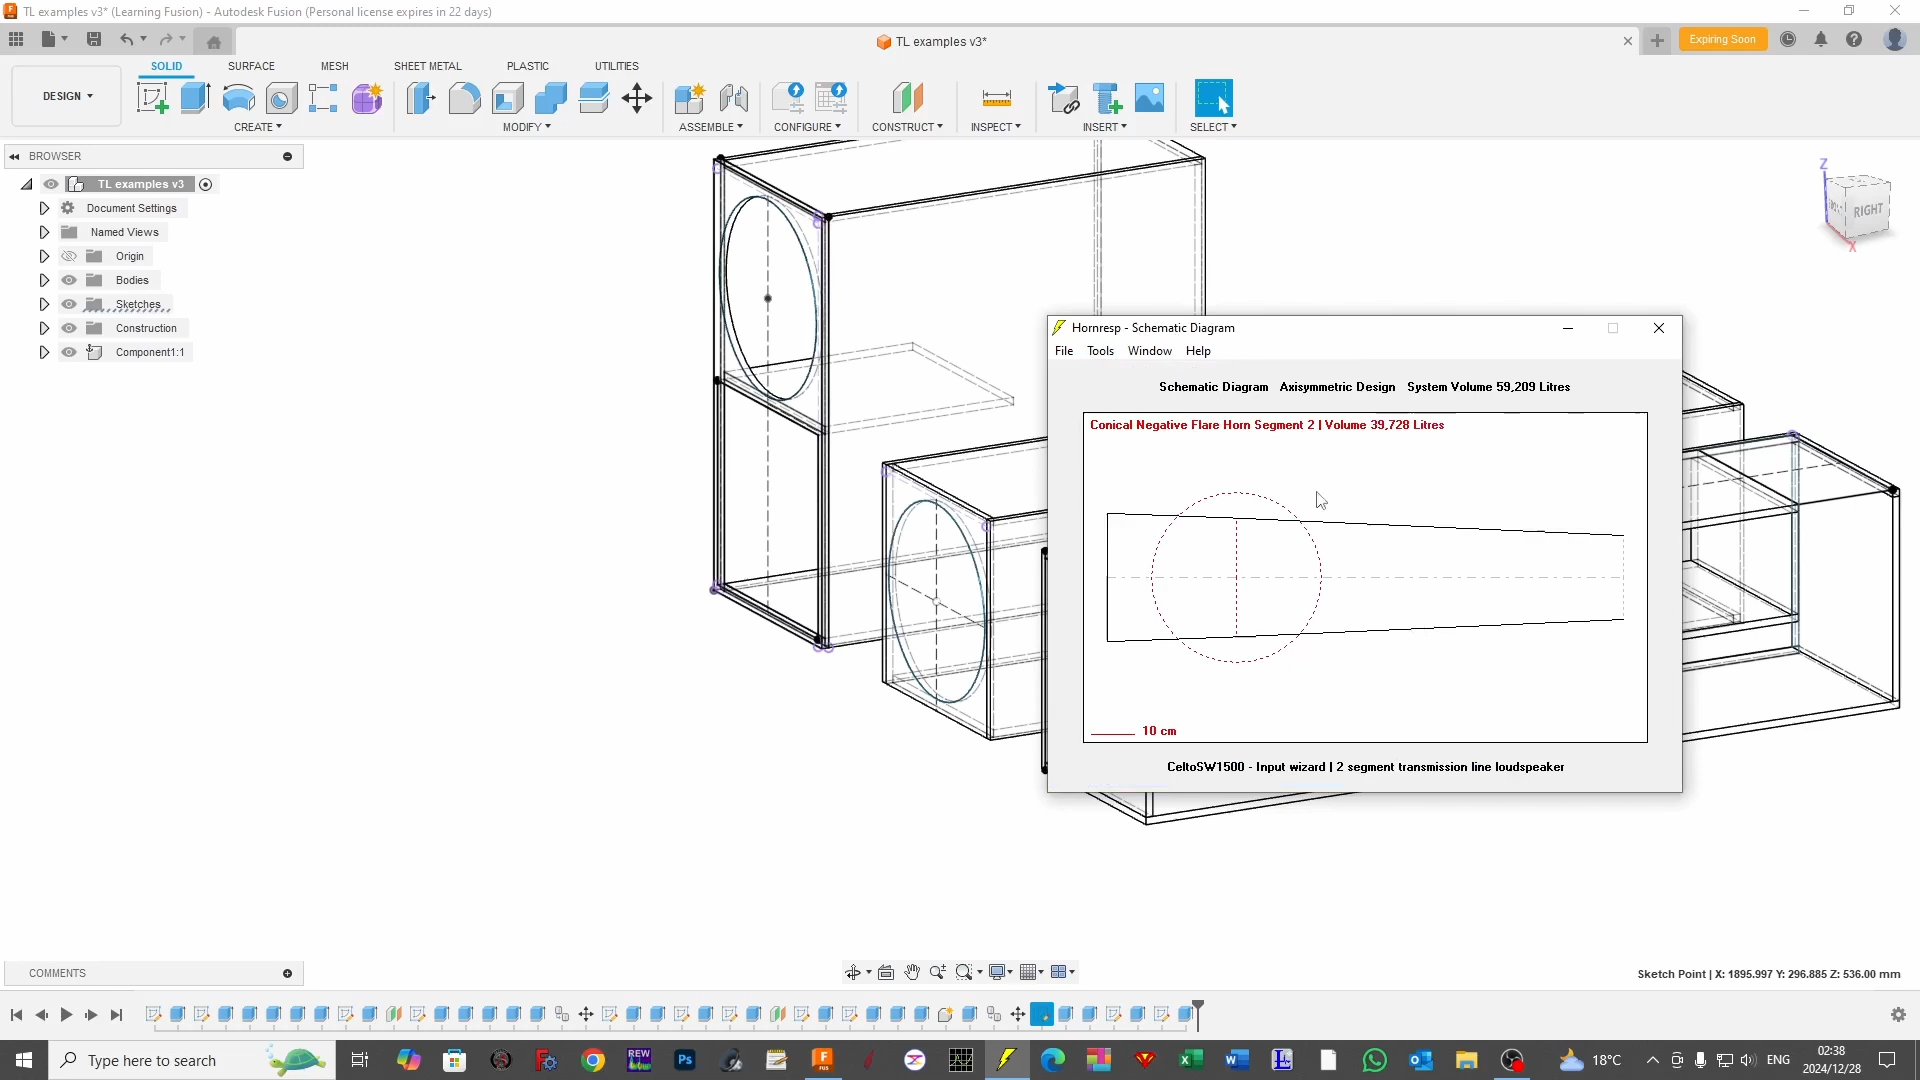 TL examples v3* (Learning Fusion) - Autodesk Fusion (Personal license expires in 22 days)
TL examples v3*
Expiring Soon
DESIGN
SOLID
SURFACE
MESH
SHEET METAL
PLASTIC
UTILITIES
CREATE
MODIFY
ASSEMBLE
CONFIGURE
CONSTRUCT
INSPECT
INSERT
SELECT
BROWSER
TL examples v3
Document Settings
Named Views
Origin
Bodies
Sketches
Construction
Component1:1
Z
RIGHT
X
Hornresp - Schematic Diagram
File Tools Window Help
Schematic Diagram Axisymmetric Design System Volume 59,209 Litres
Conical Negative Flare Horn Segment 2 | Volume 39,728 Litres
10 cm
CeltoSW1500 - Input wizard | 2 segment transmission line loudspeaker
COMMENTS
Sketch Point | X: 1895.997 Y: 296.885 Z: 536.00 mm
Type here to search
REW
18°C
ENG
02:38
2024/12/28